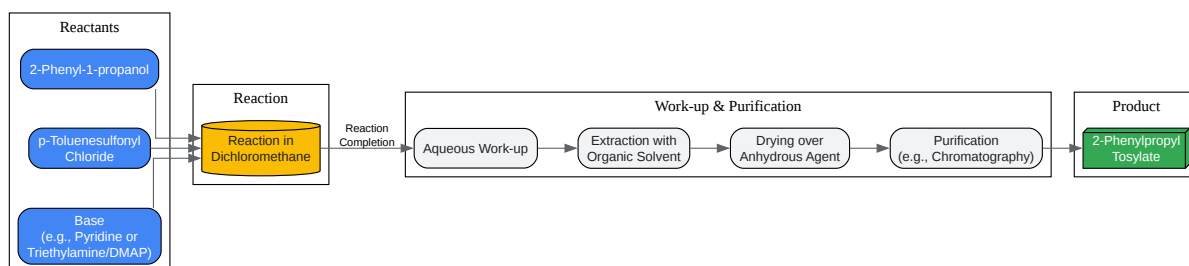 Reactants
2-Phenyl-1-propanol
p-Toluenesulfonyl
Chloride
Base
(e.g., Pyridine or
Triethylamine/DMAP)
Reaction
Reaction in
Dichloromethane
Reaction
Completion
Work-up & Purification
Aqueous Work-up
Extraction with
Organic Solvent
Drying over
Anhydrous Agent
Purification
(e.g., Chromatography)
Product
2-Phenylpropyl
Tosylate